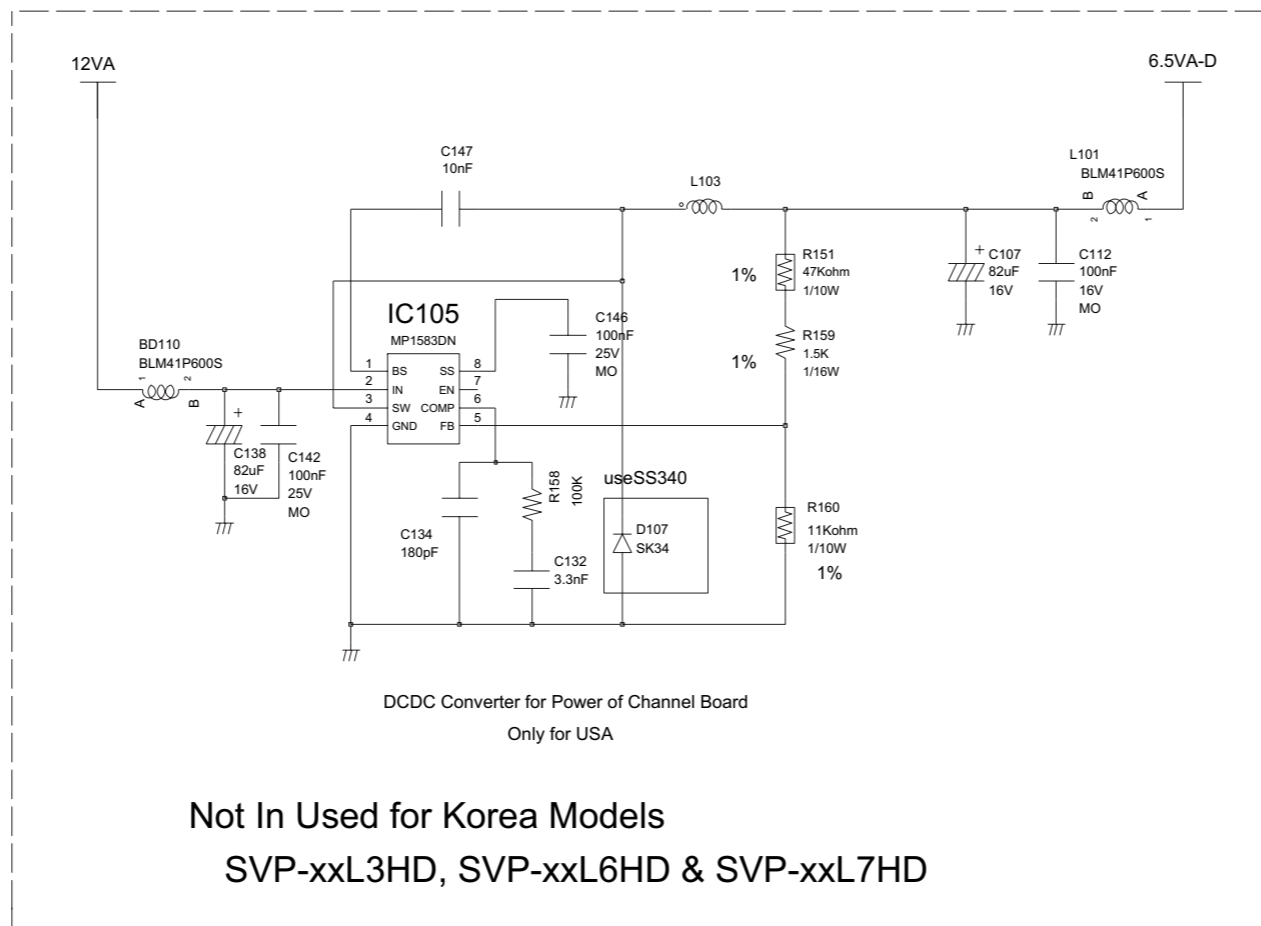 12VA
6.5VA-D
C147
10nF
L103
L101
BLM41P600S
B
A
2
1
1%
R151
47Kohm
1/10W
C107
+
82uF
16V
C112
100nF
16V
MO
IC105
MP1583DN
C146
100nF
25V
MO
1%
R159
1.5K
1/16W
BD110
BLM41P600S
1
2
A
B
1
BS
SS
8
2
IN
EN
7
3
SW
COMP
6
4
GND
FB
5
+
C138
82uF
16V
C142
100nF
25V
MO
R158
100K
useSS340
C134
180pF
C132
3.3nF
D107
SK34
R160
11Kohm
1/10W
1%
DCDC Converter for Power of Channel Board
Only for USA
Not In Used for Korea Models
SVP-xxL3HD, SVP-xxL6HD & SVP-xxL7HD